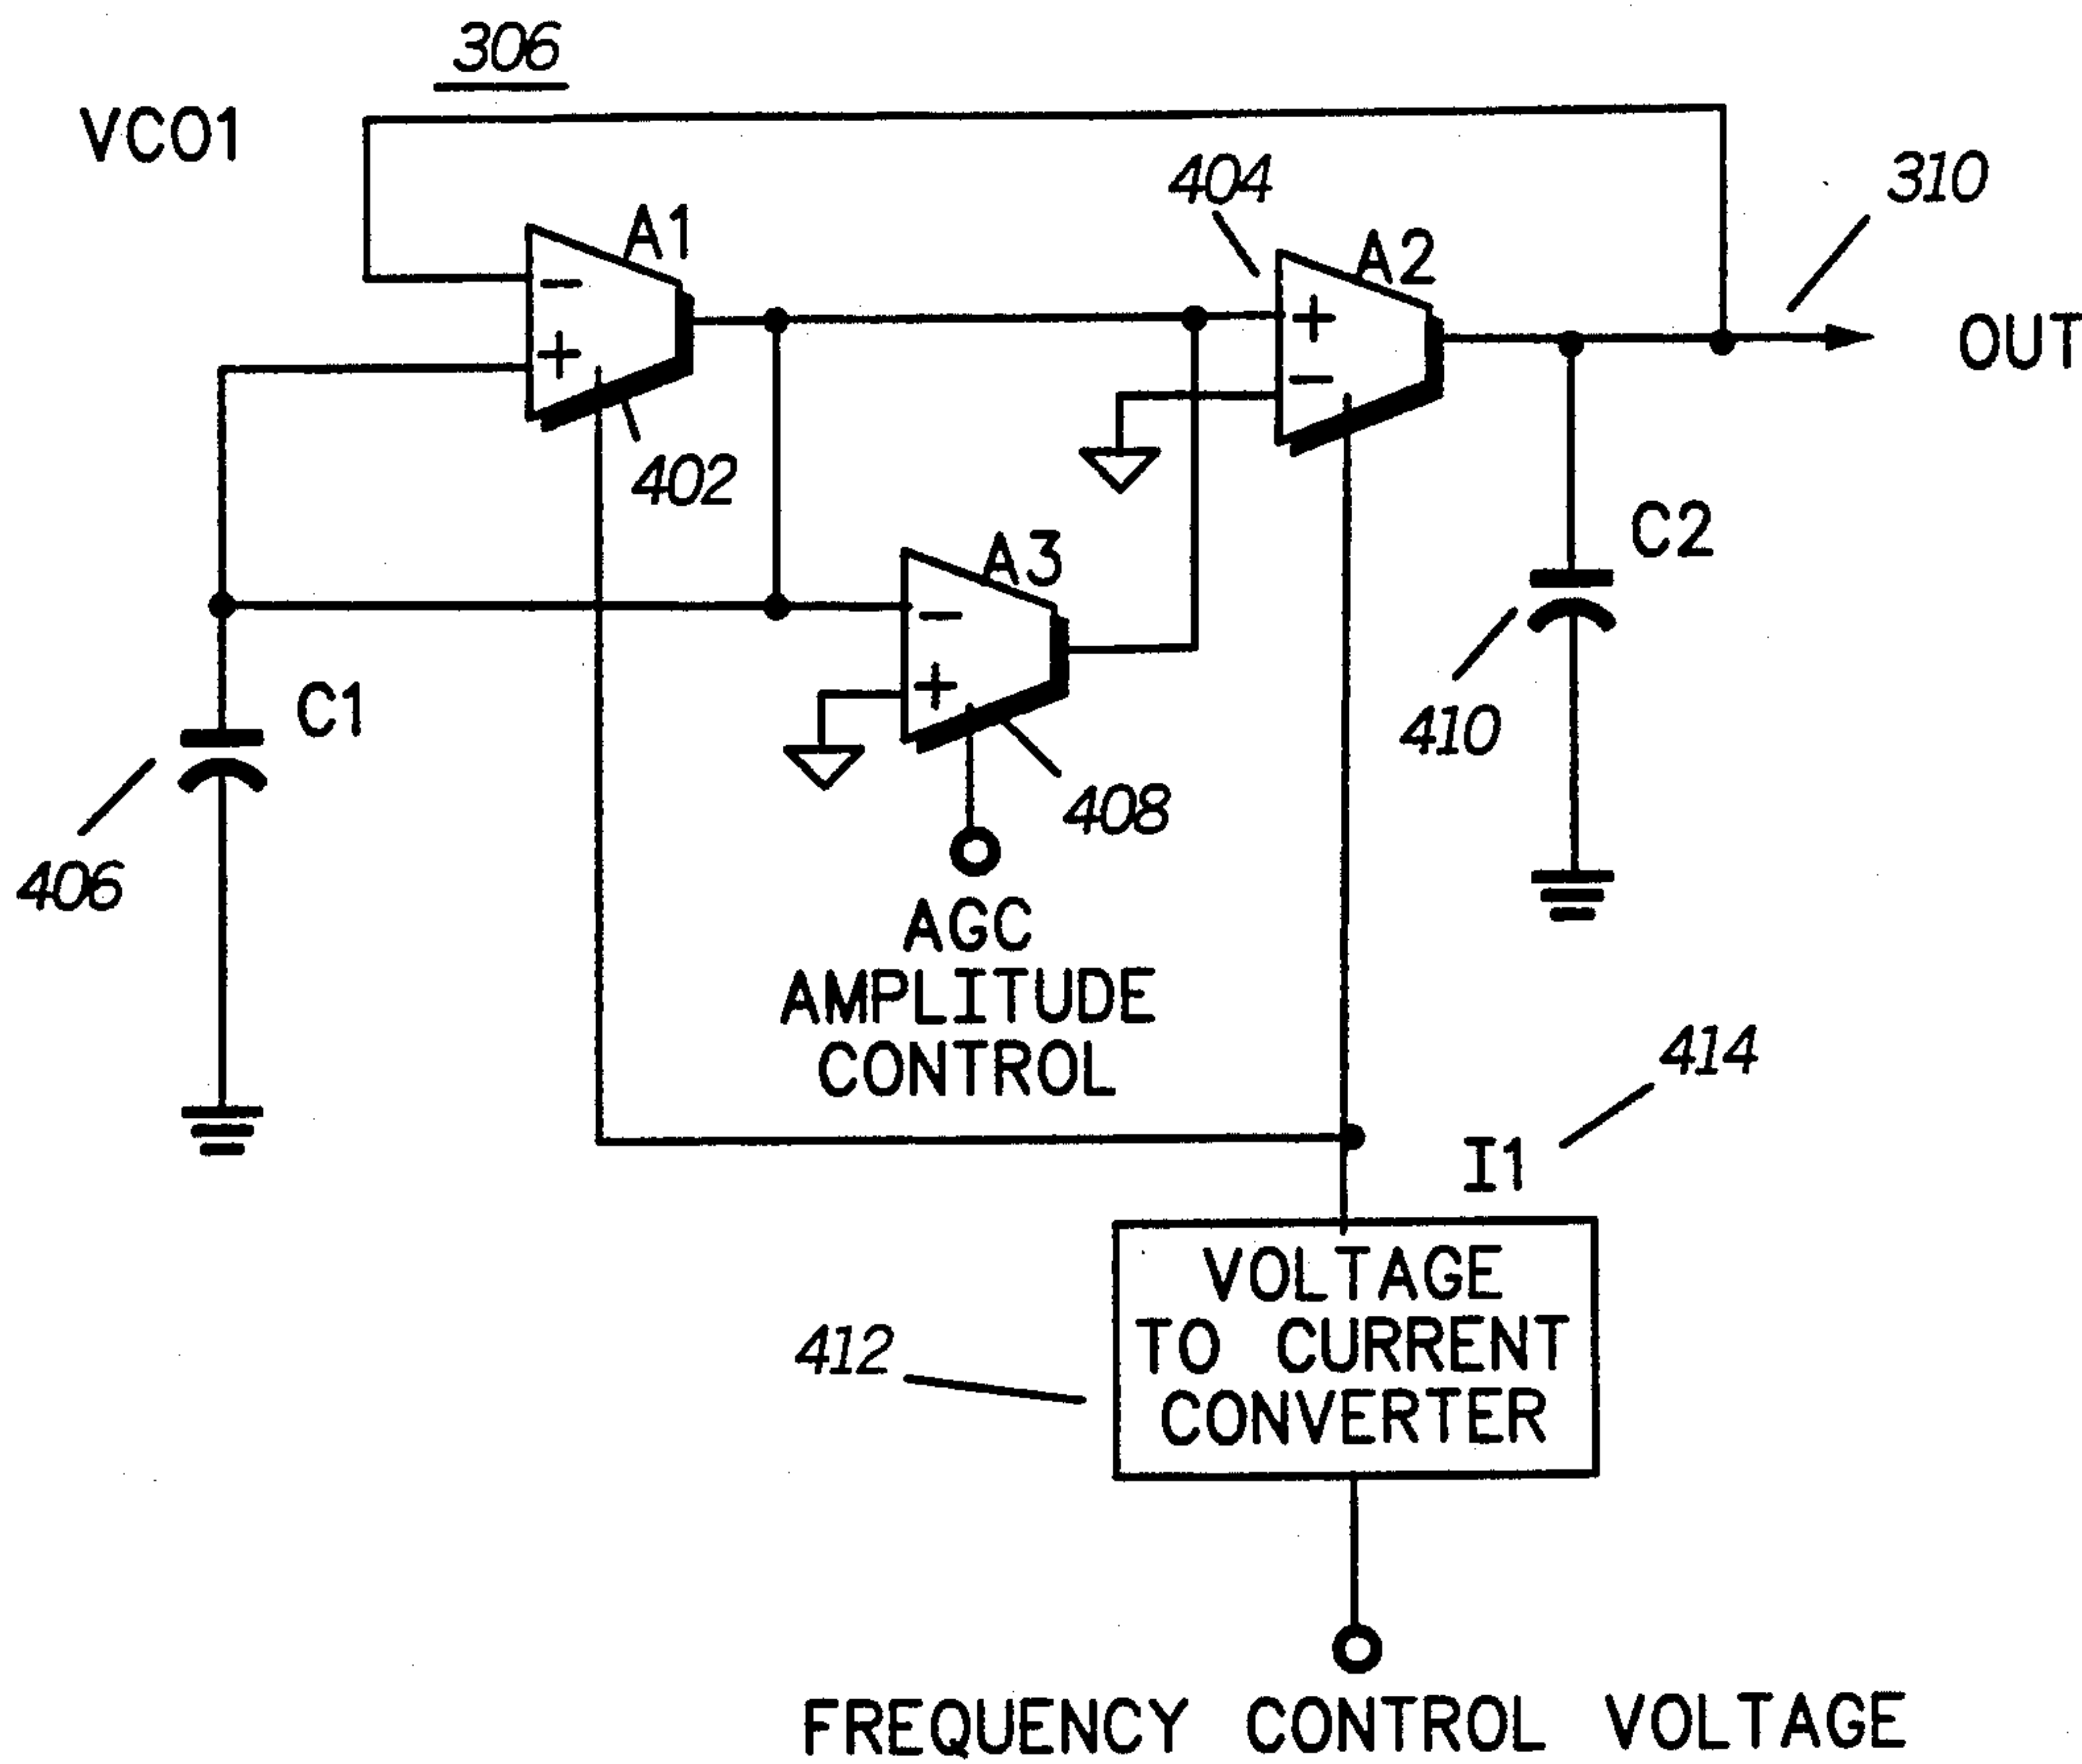 306
VCO1
A1
404
A2
310
OUT
402
A3
C2
C1
410
408
406
AGC
AMPLITUDE
CONTROL
414
I1
VOLTAGE
TO CURRENT
CONVERTER
412
FREQUENCY CONTROL VOLTAGE